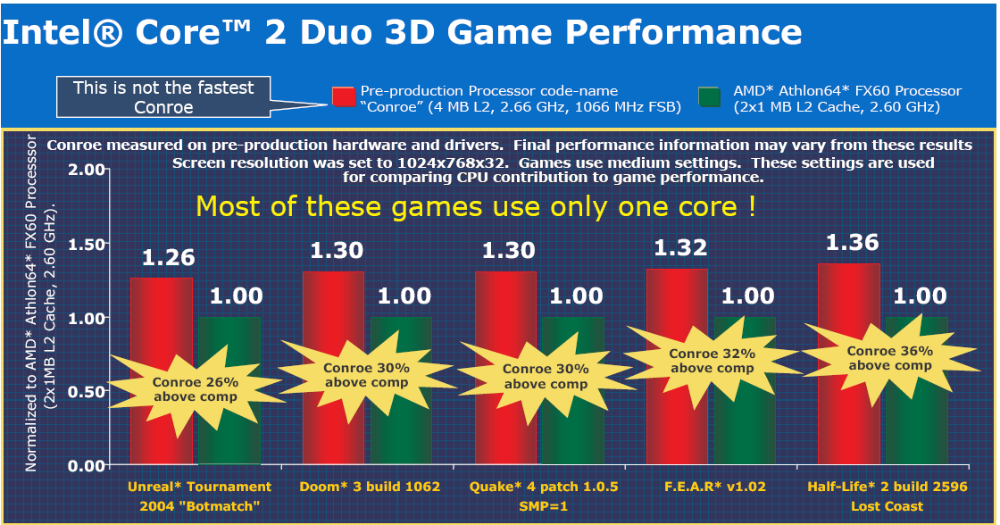 Intel® Core™ 2 Duo 3D Game Performance
This is not the fastest
Conroe
Pre-production Processor code-name
“Conroe” (4 MB L2, 2.66 GHz, 1066 MHz FSB)
AMD* Athlon64* FX60 Processor
(2x1 MB L2 Cache, 2.60 GHz)
Conroe measured on pre-production hardware and drivers.  Final performance information may vary from these results
Screen resolution was set to 1024x768x32.  Games use medium settings.  These settings are used
for comparing CPU contribution to game performance.
Most of these games use only one core !
Normalized to AMD* Athlon64* FX60 Processsor
(2x1MB L2 Cache, 2.60 GHz).
2.00
1.50
1.00
0.50
0.00
1.26
1.00
1.30
1.00
1.30
1.00
1.32
1.00
1.36
1.00
Conroe 26%
above comp
Conroe 30%
above comp
Conroe 30%
above comp
Conroe 32%
above comp
Conroe 36%
above comp
Unreal* Tournament
2004 "Botmatch"
Doom* 3 build 1062
Quake* 4 patch 1.0.5
SMP=1
F.E.A.R* v1.02
Half-Life* 2 build 2596
Lost Coast